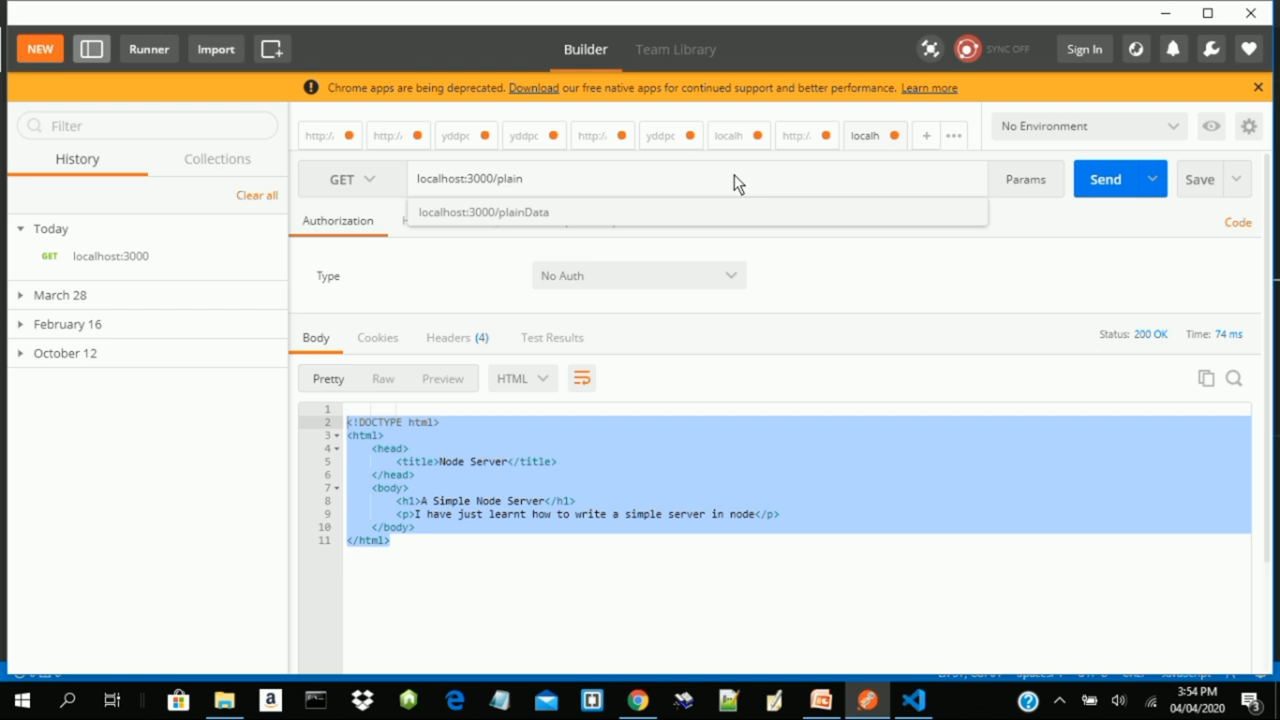 NEW
Runner
Import
Builder
Team Library
SYNC OFF
Sign In
Chrome apps are being deprecated. Download our free native apps for continued support and better performance. Learn more
Filter
History
Collections
Clear all
Today
GET localhost:3000
March 28
February 16
October 12
http:/
http:/
yddpc
yddpc
http:/
yddpc
localh
http:/
localh
No Environment
GET
localhost:3000/plain
Params
Send
Save
localhost:3000/plainData
Authorization
Code
Type
No Auth
Body
Cookies
Headers (4)
Test Results
Status: 200 OK
Time: 74 ms
Pretty
Raw
Preview
HTML
1
2 <!DOCTYPE html>
3 <html>
4 <head>
5 <title>Node Server</title>
6 </head>
7 <body>
8 <h1>A Simple Node Server</h1>
9 <p>I have just learnt how to write a simple server in node</p>
10 </body>
11 </html>
3:54 PM
04/04/2020
3